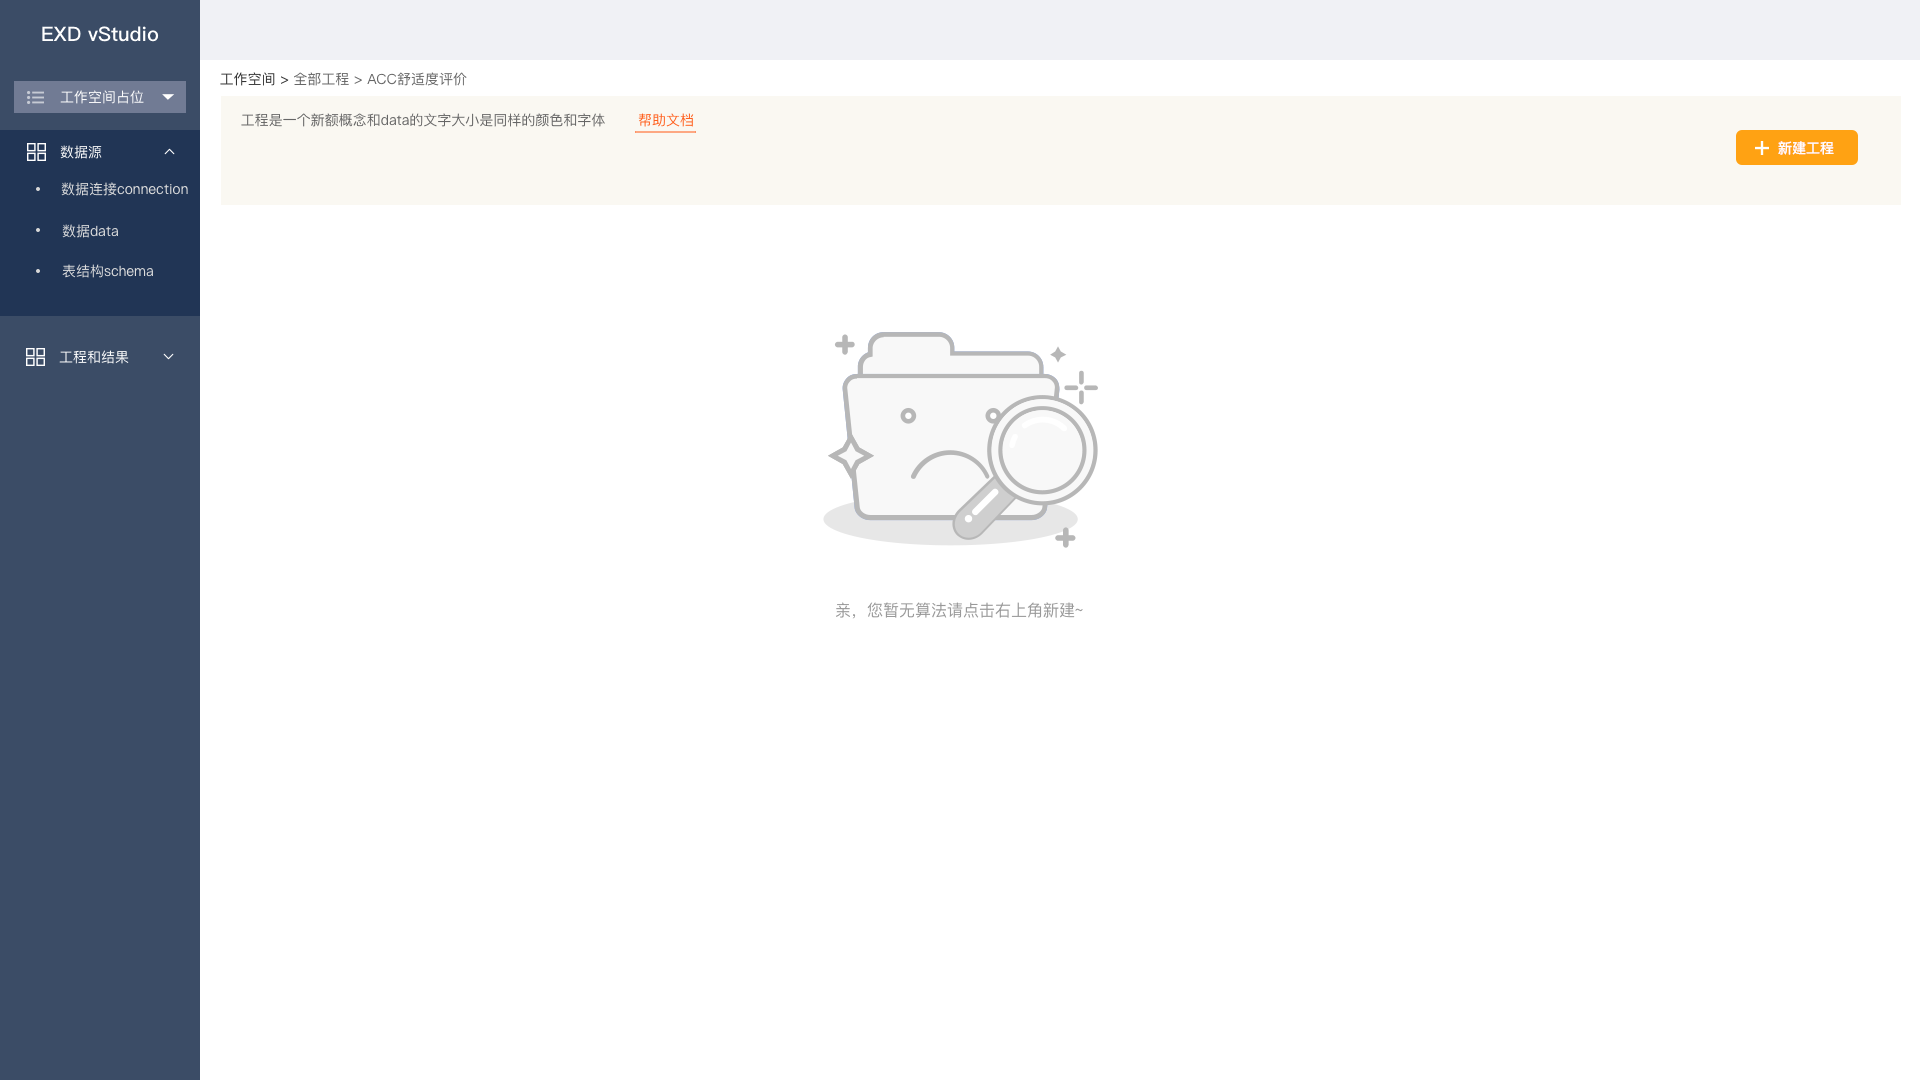 EXD vStudio
工作空间占位
数据源
数据连接connection
数据data
表结构schema
工程和结果
工作空间 > 全部工程 > ACC舒适度评价
工程是一个新额概念和data的文字大小是同样的颜色和字体 帮助文档
新建工程
亲，您暂无算法请点击右上角新建~